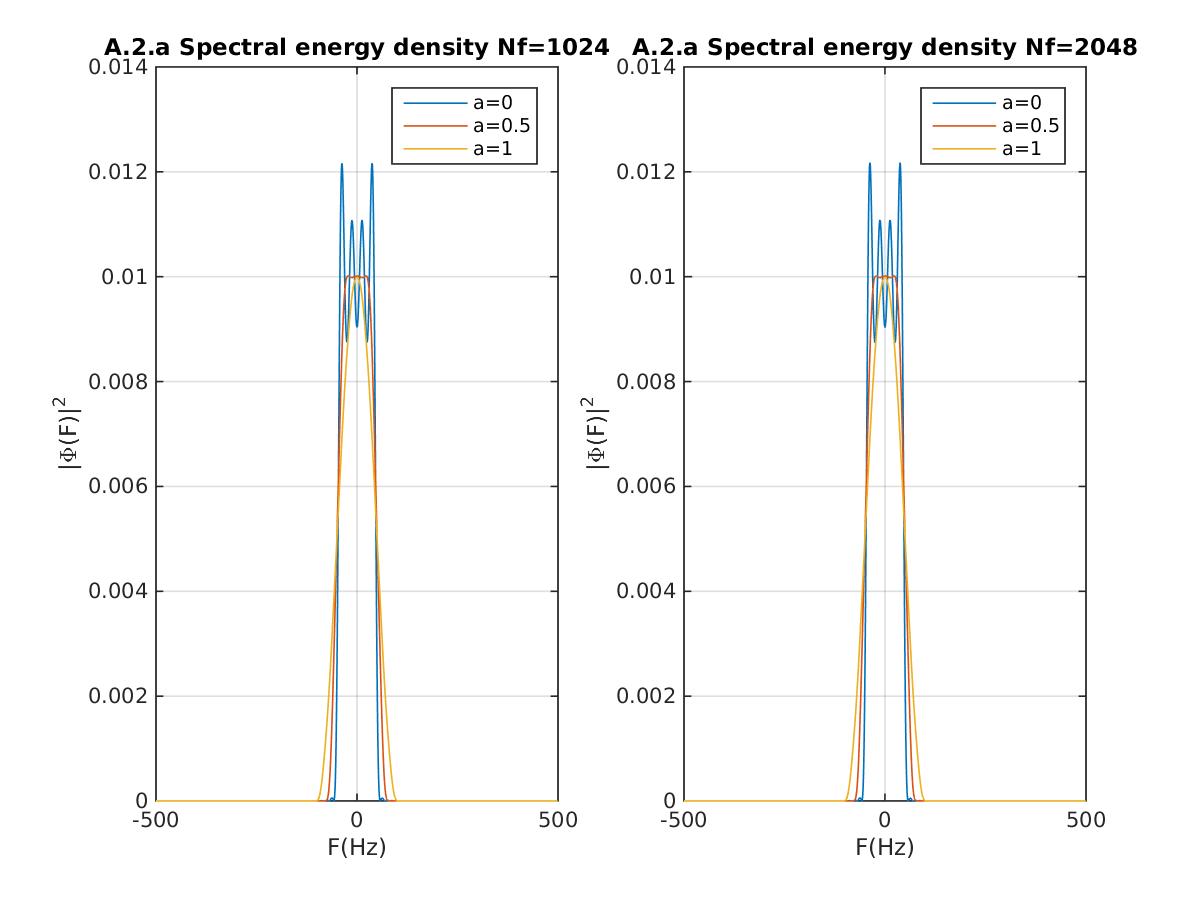 A.2.a Spectral energy density Nf=1024
0.014
0.012
0.01
0.008
0.006
0.004
0.002
0
-500
0
500
F(Hz)
|Φ(F)|²
a=0
a=0.5
a=1
A.2.a Spectral energy density Nf=2048
0.014
0.012
0.01
0.008
0.006
0.004
0.002
0
-500
0
500
F(Hz)
|Φ(F)|²
a=0
a=0.5
a=1